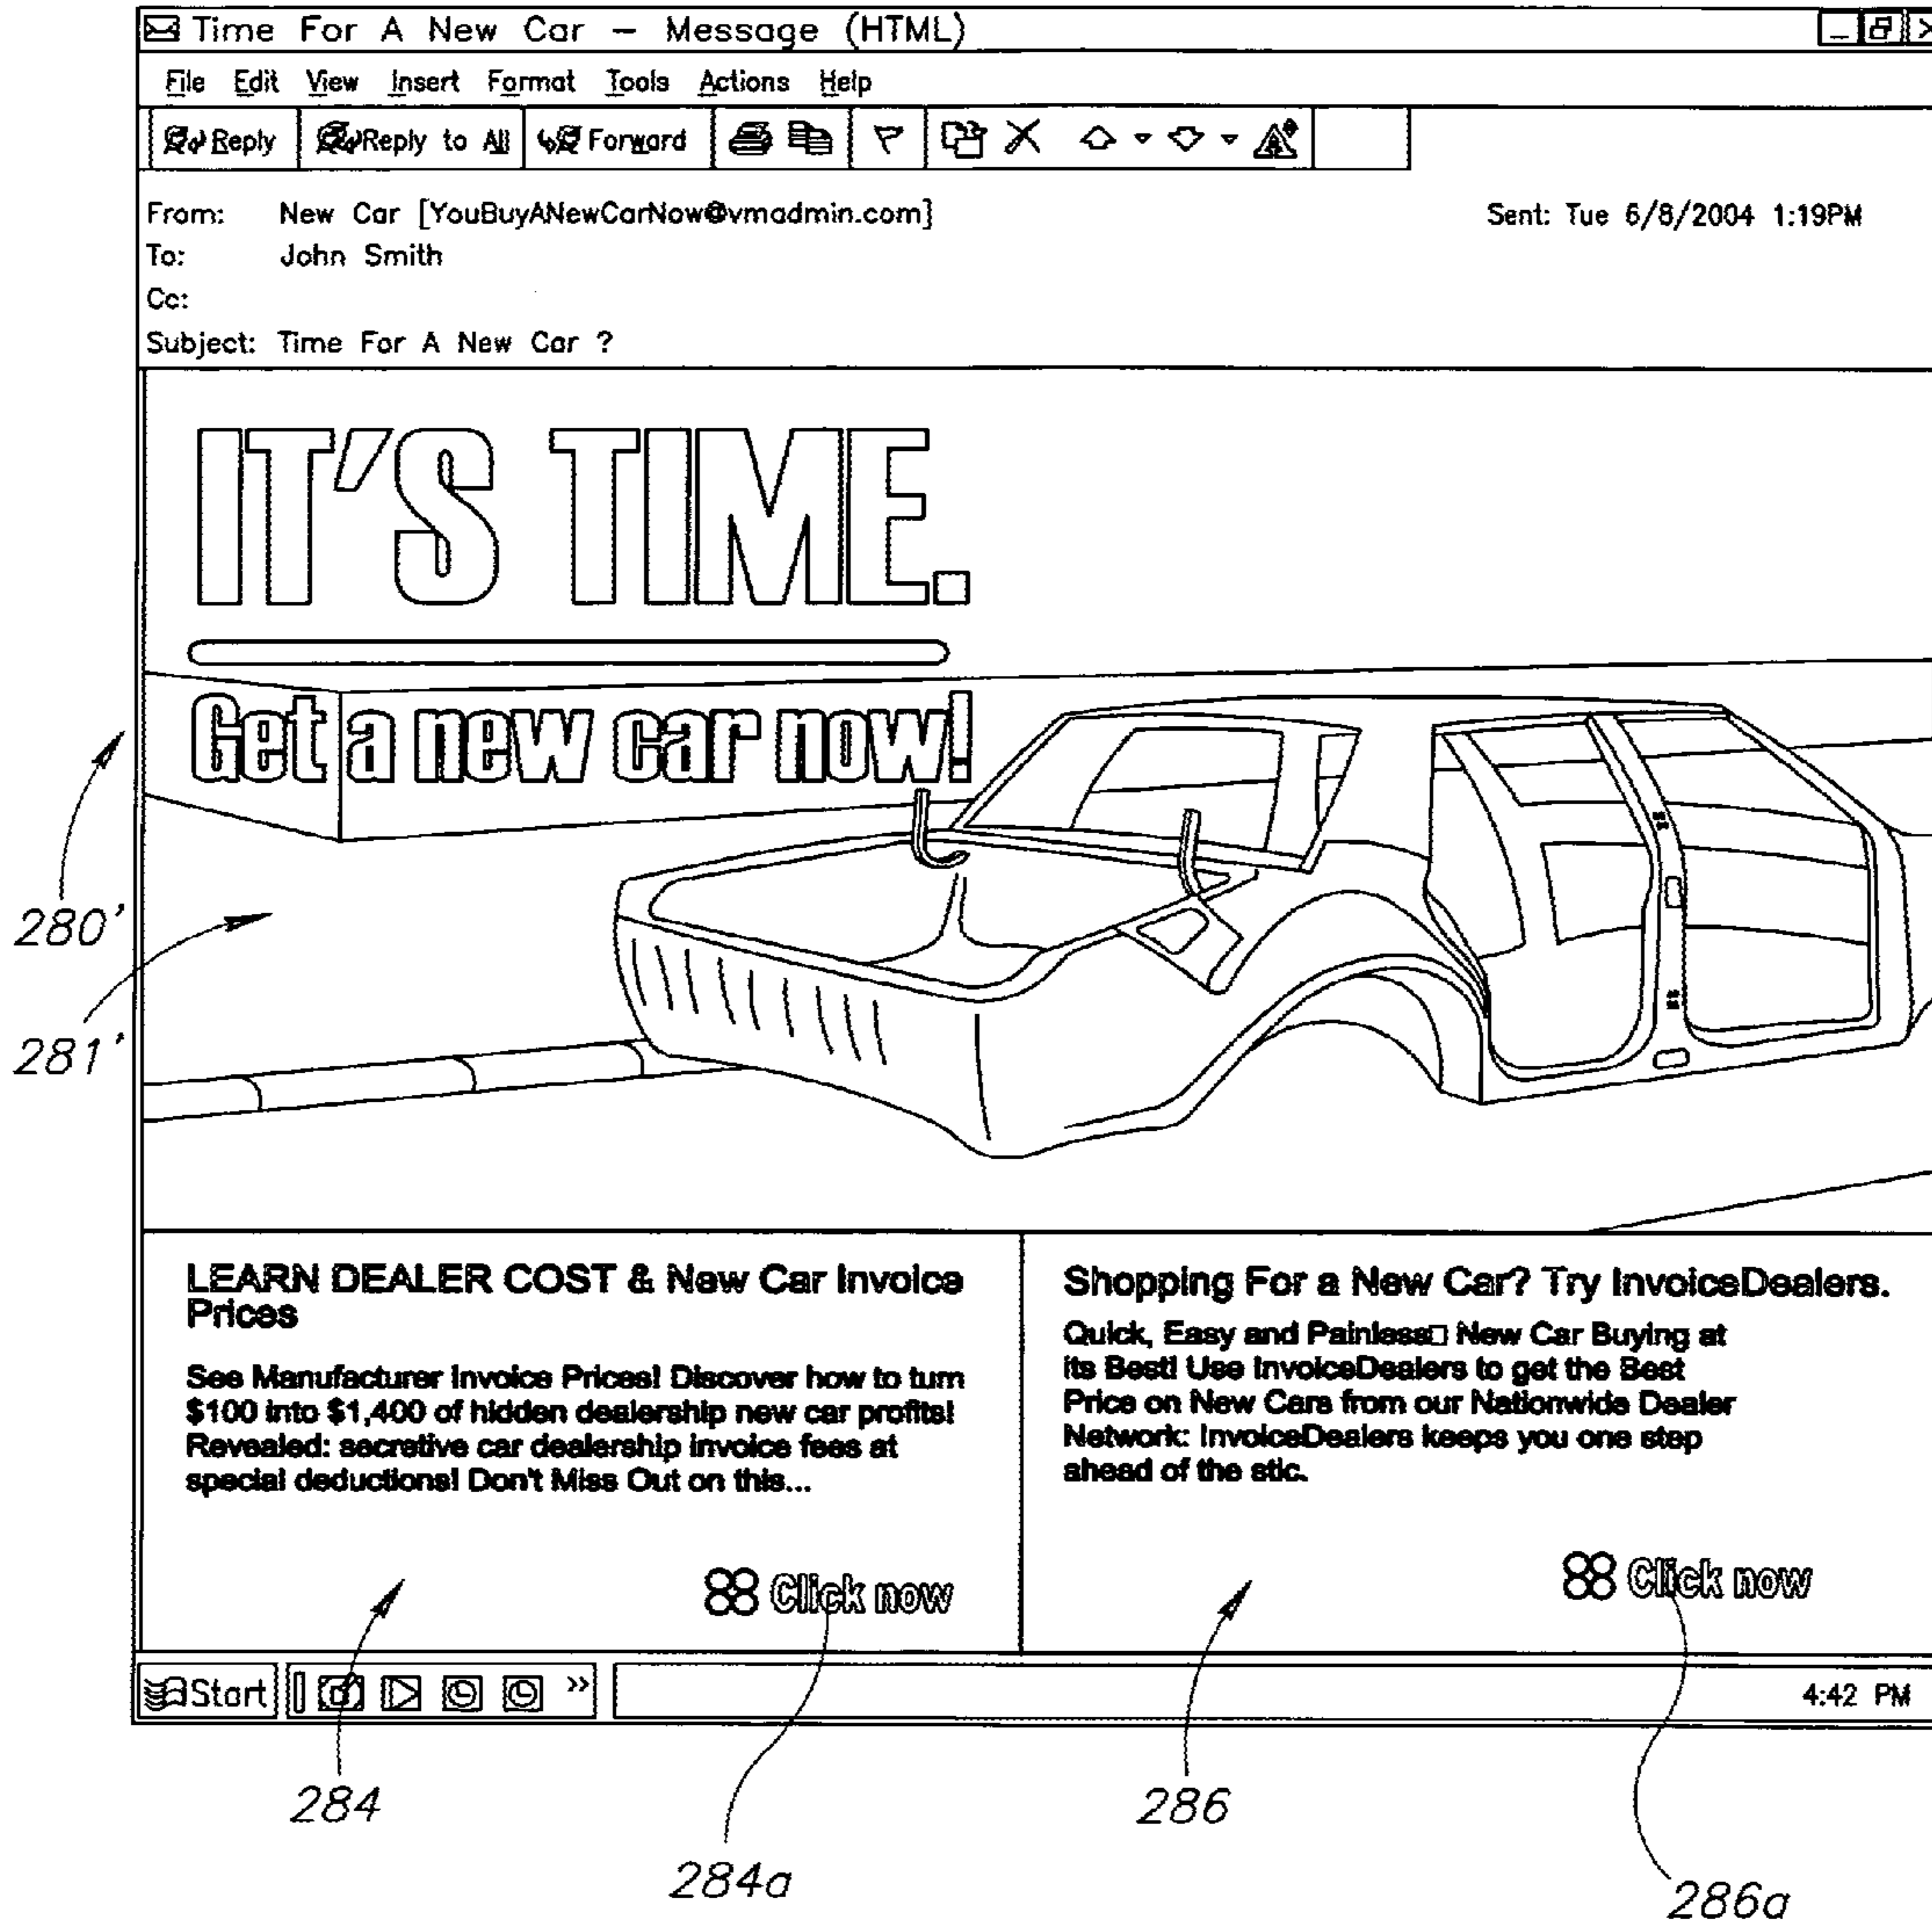 Time For A New Car – Message (HTML)
File Edit View Insert Format Tools Actions Help
Reply Reply to All Forward
From: New Car [YouBuyANewCarNow@vmadmin.com] Sent: Tue 6/8/2004 1:19PM
To: John Smith
Cc:
Subject: Time For A New Car ?
IT'S TIME.
Get a new car now!
280'
281'
LEARN DEALER COST & New Car Invoice
Prices
See Manufacturer Invoice Prices! Discover how to turn
$100 into $1,400 of hidden dealership new car profits!
Revealed: secretive car dealership invoice fees at
special deductions! Don't Miss Out on this...
Click now
Shopping For a New Car? Try InvoiceDealers.
Quick, Easy and Painless□ New Car Buying at
its Best! Use InvoiceDealers to get the Best
Price on New Cars from our Nationwide Dealer
Network: InvoiceDealers keeps you one step
ahead of the stic.
Click now
Start » 4:42 PM
284
284a
286
286a